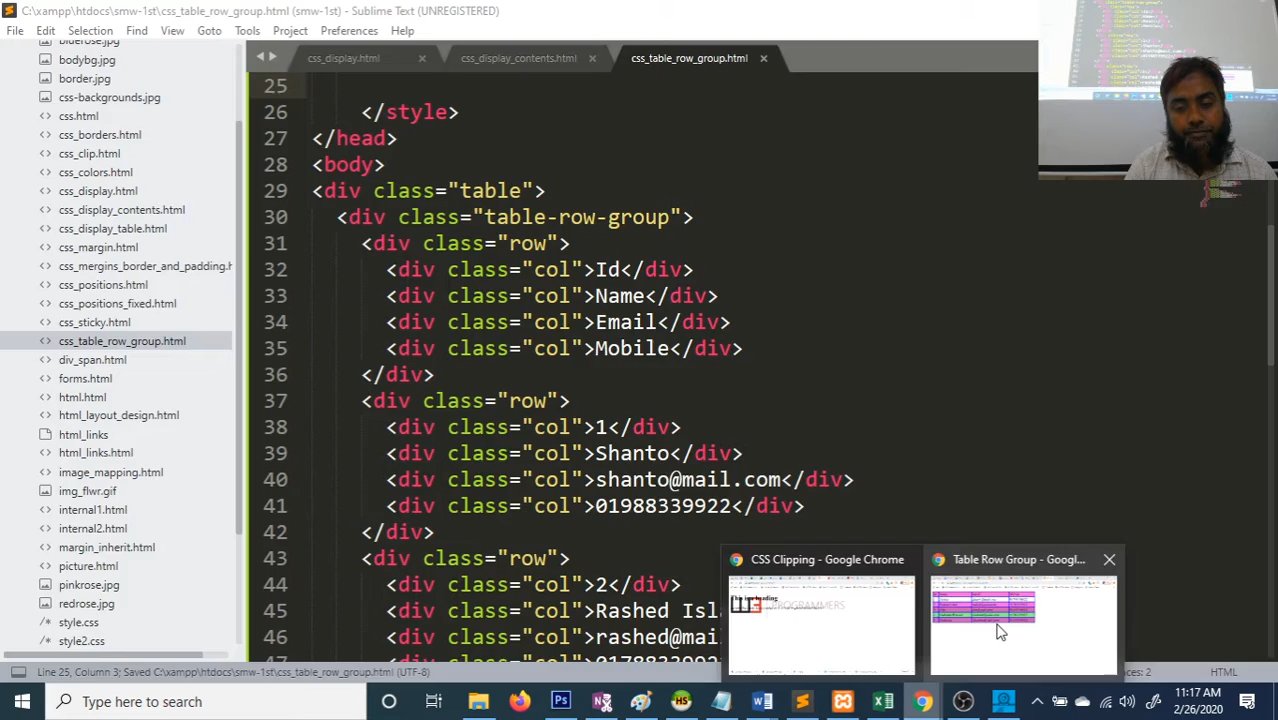 C:\xampp\htdocs\smw-1st\css_table_row_group.html (smw-1st) - Sublime Text (UNREGISTERED)
File Edit Selection Find View Goto Tools Project Preferences Help
bodybg.jpg
border.jpg
css-backgrounds.jpg
css.html
css_borders.html
css_clip.html
css_colors.html
css_display.html
css_display_contents.html
css_display_table.html
css_margin.html
css_mergins_border_and_padding.h
css_positions.html
css_positions_fixed.html
css_sticky.html
css_table_row_group.html
div_span.html
forms.html
html.html
html_layout_design.html
html_links
html_links.html
image_mapping.html
img_flwr.gif
internal1.html
internal2.html
margin_inherit.html
picture.html
pinkrose.jpg
redrose.jpg
style.css
style2.css
css_display.html css_display_contents.html css_table_row_group.html
25
26 </style>
27 </head>
28 <body>
29 <div class="table">
30 <div class="table-row-group">
31 <div class="row">
32 <div class="col">Id</div>
33 <div class="col">Name</div>
34 <div class="col">Email</div>
35 <div class="col">Mobile</div>
36 </div>
37 <div class="row">
38 <div class="col">1</div>
39 <div class="col">Shanto</div>
40 <div class="col">shanto@mail.com</div>
41 <div class="col">01988339922</div>
42 </div>
43 <div class="row">
44 <div class="col">2</div>
45 <div class="col">Rashed Isla
46 <div class="col">rashed@mai
47
CSS Clipping - Google Chrome
Table Row Group - Googl...
Line 25, Column 3; Saved C:\xampp\htdocs\smw-1st\css_table_row_group.html (UTF-8)
aces: 2 HTML
Type here to search
11:17 AM
2/26/2020